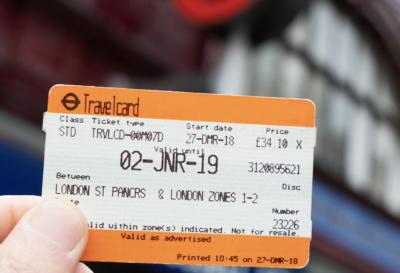 Travelcard
Class Ticket type Start date Price
STD TRVLCD-00M07D 27-DMR-18 £34.10 X
Valid until
02-JNR-19 3120895621
Between Disc
LONDON ST PANCRS & LONDON ZONES 1-2
Number
23226
within zone(s) indicated. Not for resale.
Valid as advertised
Printed 10:45 on 27-DMR-18